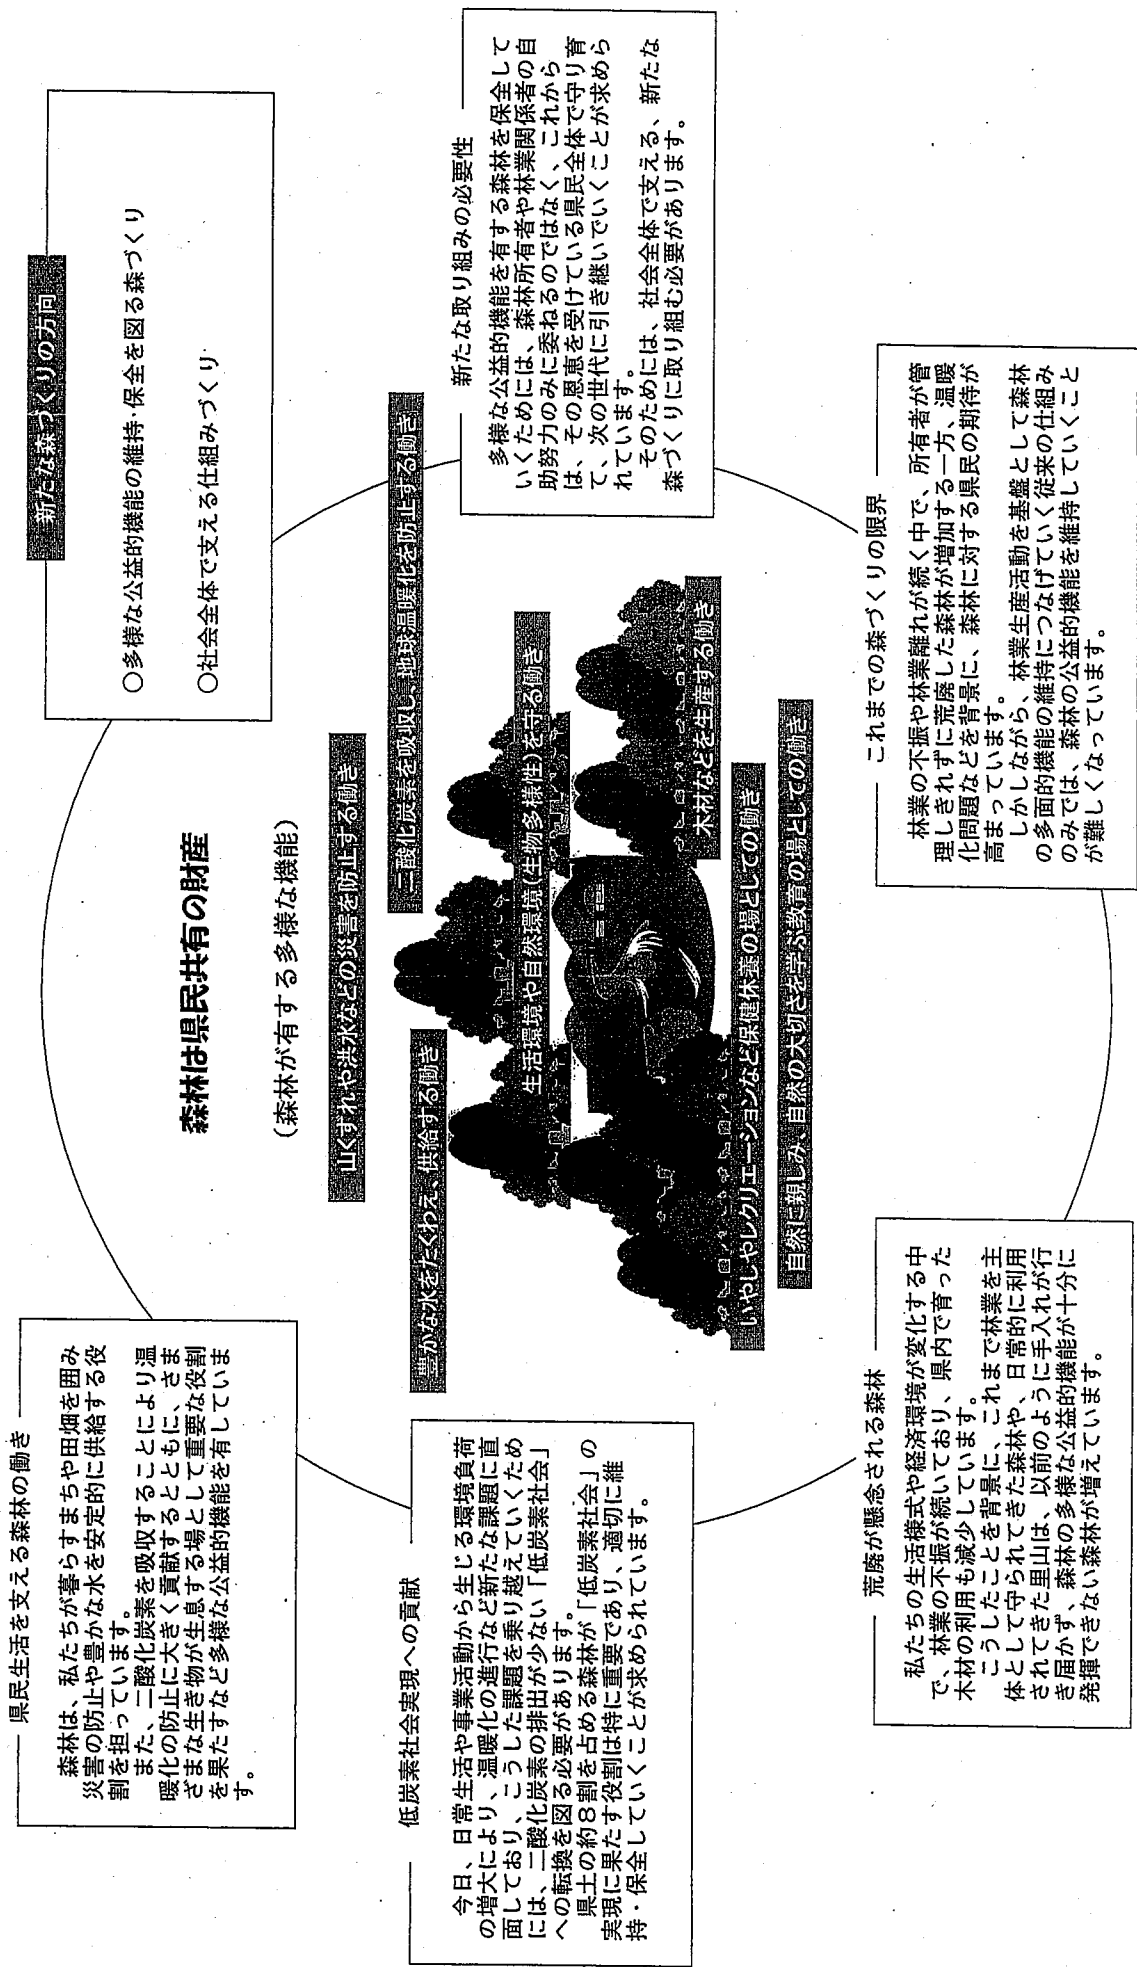 森林は県民共有の財産
(森林が有する多様な機能)
山くずれや洪水などの災害を防止する働き
二酸化炭素を吸収し、地球温暖化を防止する働き
豊かな水をたくわえ、供給する働き
生活環境や自然環境(生物多様性)を守る働き
木材などを生産する働き
いやしやレクリエーションなど保健休養の場としての働き
自然に親しみ、自然の大切さを学ぶ教育の場としての働き
県民生活を支える森林の働き
森林は、私たちが暮らすまちや田畑を囲み
災害の防止や豊かな水を安定的に供給する役
割を担っています。
また、二酸化炭素を吸収することにより温
暖化の防止に大きく貢献するとともに、さま
ざまな生き物が生息する場として重要な役割
を果たすなど多様な公益的機能を有していま
す。
低炭素社会実現への貢献
今日、日常生活や事業活動から生じる環境負荷
の増大により、温暖化の進行など新たな課題に直
面しており、こうした課題を乗り越えていくため
には、二酸化炭素の排出が少ない「低炭素社会」
への転換を図る必要があります。
県土の約8割を占める森林が「低炭素社会」の
実現に果たす役割は特に重要であり、適切に維
持・保全していくことが求められています。
荒廃が懸念される森林
私たちの生活様式や経済環境が変化する中
で、林業の不振が続いており、県内で育った
木材の利用も減少しています。
こうしたことを背景に、これまで林業を主
体として守られてきた森林や、日常的に利用
されてきた里山は、以前のように手入れが行
き届かず、森林の多様な公益的機能が十分に
発揮できない森林が増えています。
これまでの森づくりの限界
林業の不振や林業離れが続く中で、所有者が管
理しきれずに荒廃した森林が増加する一方、温暖
化問題などを背景に、森林に対する県民の期待が
高まっています。
しかしながら、林業生産活動を基盤として森林
の多面的機能の維持につなげていく従来の仕組み
のみでは、森林の公益的機能を維持していくこと
が難しくなっています。
新たな取り組みの必要性
多様な公益的機能を有する森林を保全して
いくためには、森林所有者や林業関係者の自
助努力のみに委ねるのではなく、これから
は、その恩恵を受けている県民全体で守り育
て、次の世代に引き継いでいくことが求めら
れています。
そのためには、社会全体で支える、新たな
森づくりに取り組む必要があります。
新たな森づくりの方向
○多様な公益的機能の維持・保全を図る森づくり
○社会全体で支える仕組みづくり